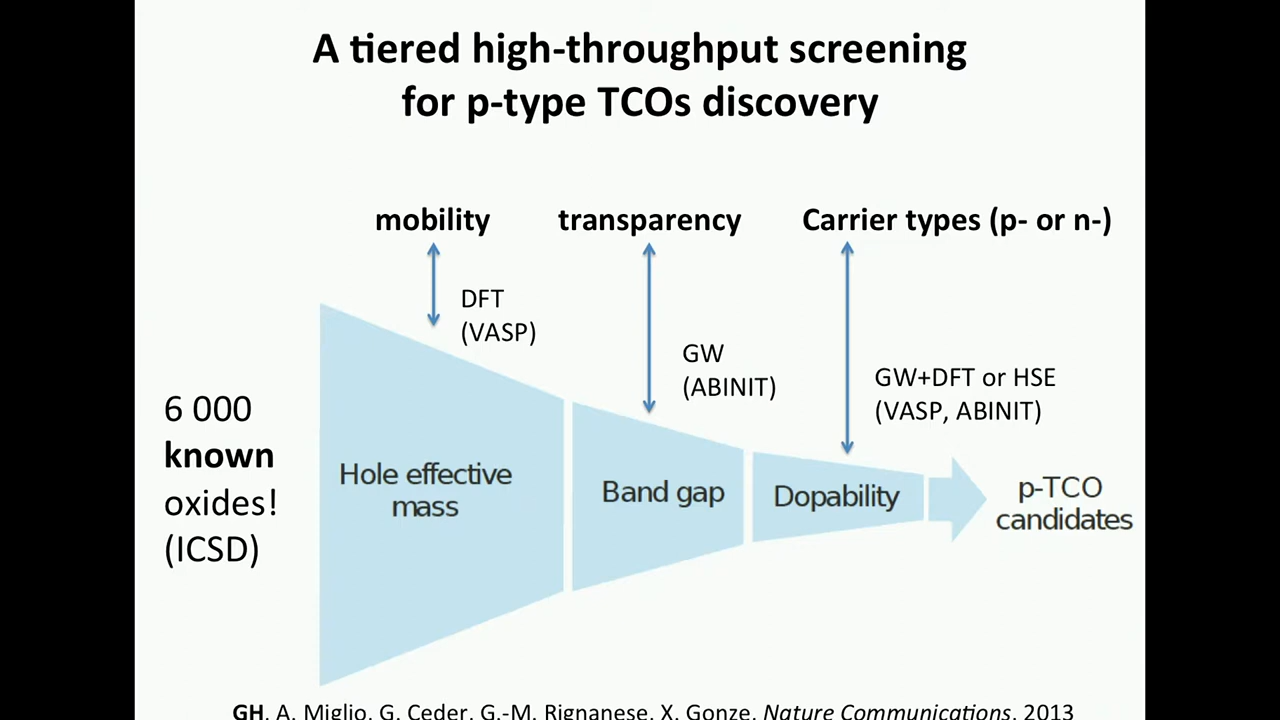 A tiered high-throughput screening
for p-type TCOs discovery
mobility
transparency
Carrier types (p- or n-)
DFT
(VASP)
GW
(ABINIT)
GW+DFT or HSE
(VASP, ABINIT)
6 000
known
oxides!
(ICSD)
Hole effective
mass
Band gap
Dopability
p-TCO
candidates
GH, A. Miglio, G. Ceder, G.-M. Rignanese, X. Gonze, Nature Communications, 2013